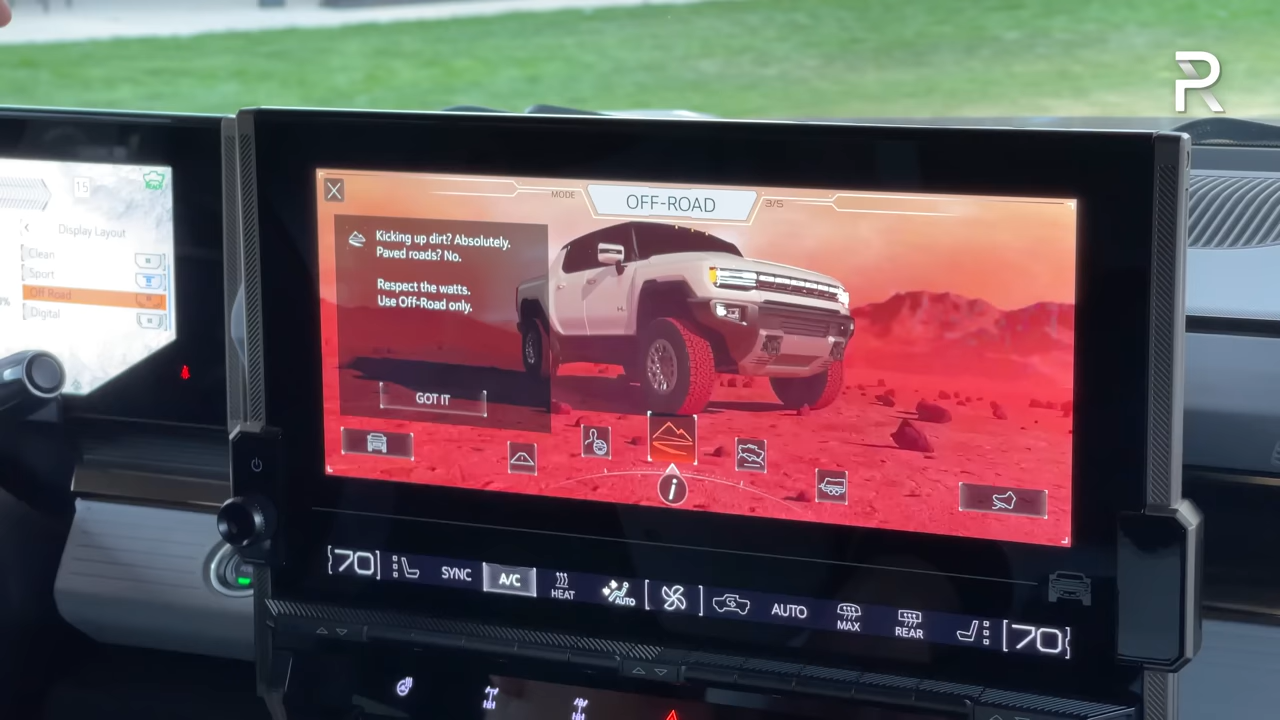 R
15
Display Layout
Clean
Sport
Off Road
Digital
MODE
OFF-ROAD
3/5
Kicking up dirt? Absolutely.
Paved roads? No.
Respect the watts.
Use Off-Road only.
GOT IT
i
70
SYNC
A/C
HEAT
AUTO
AUTO
MAX
REAR
70